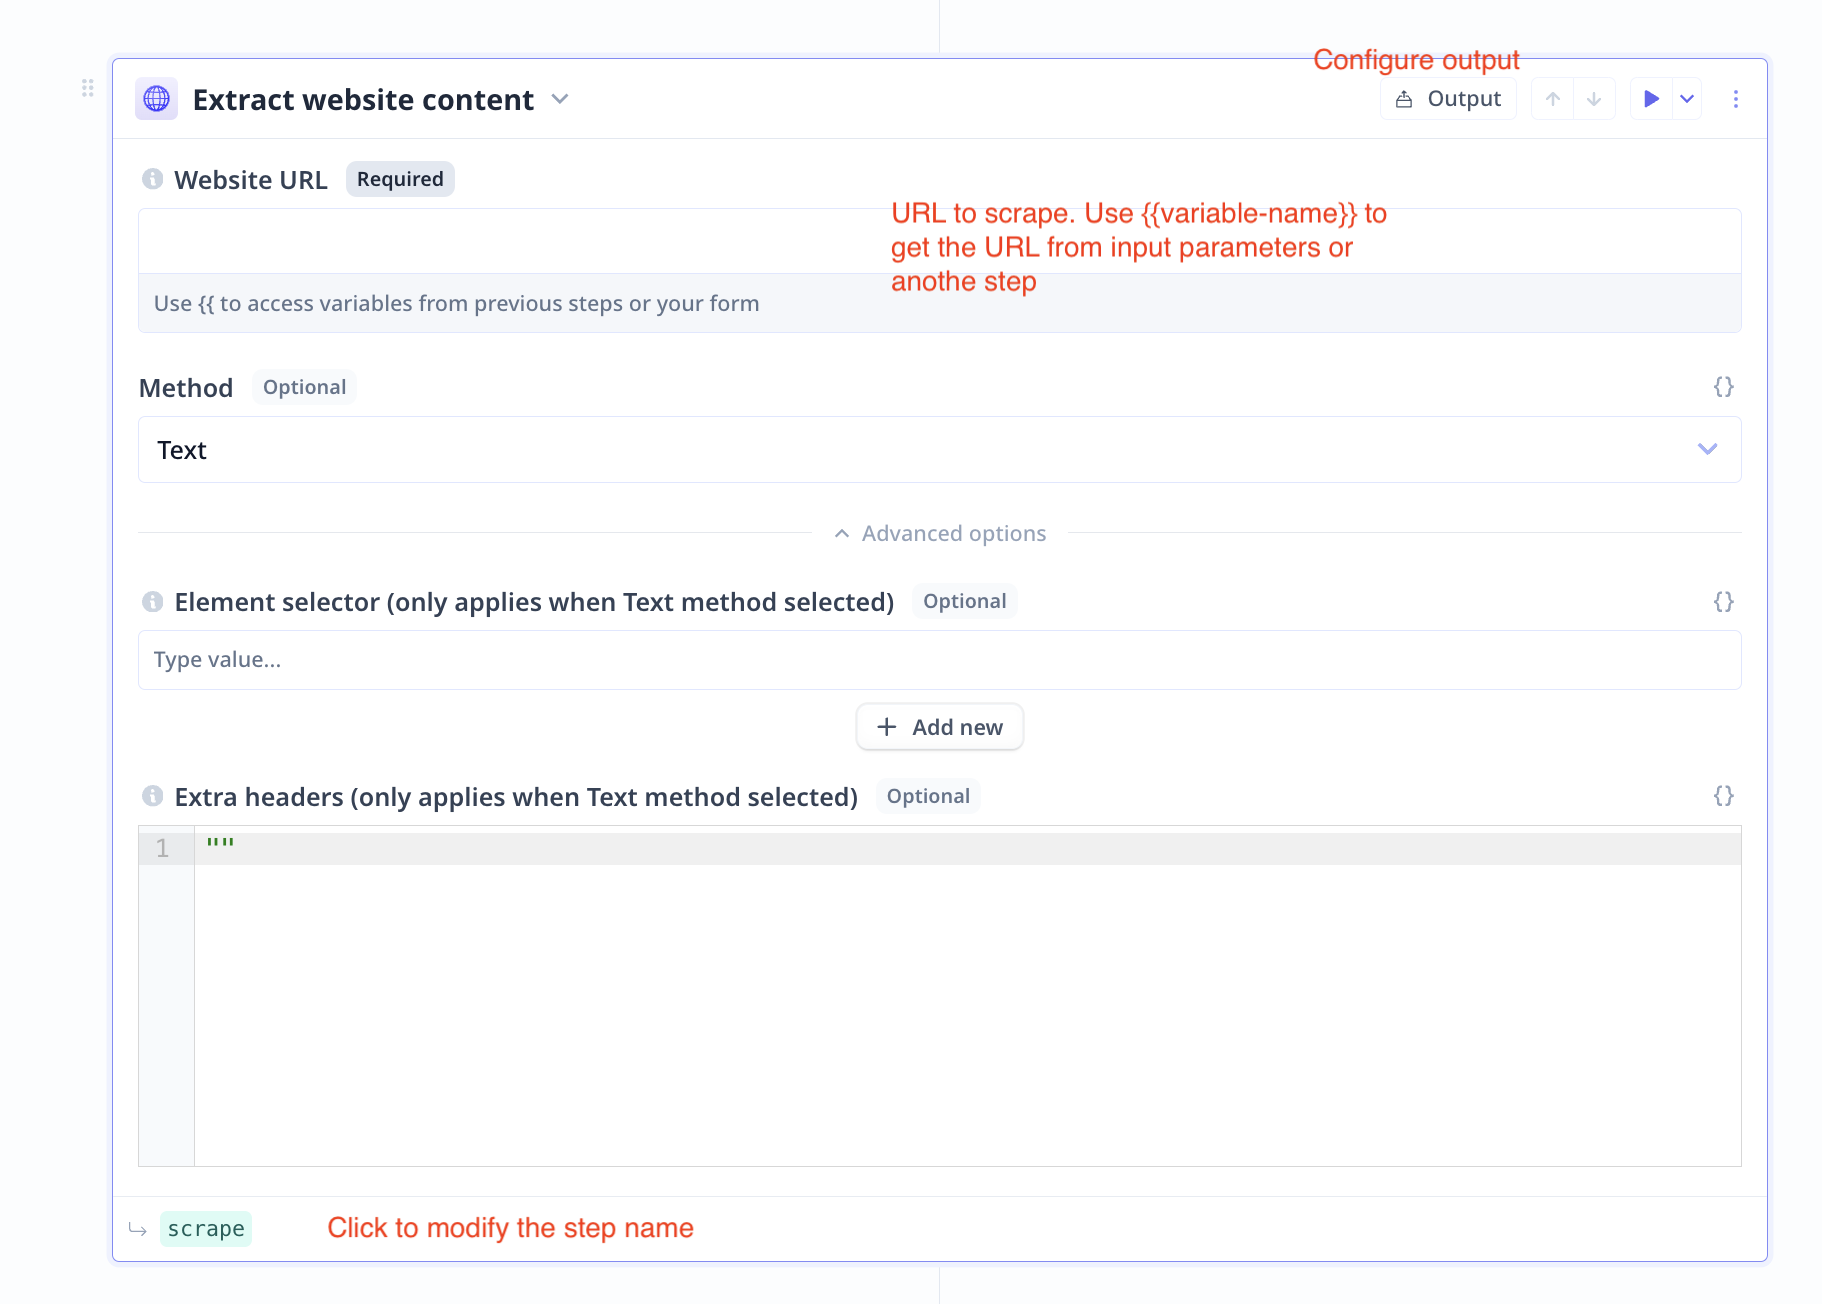 Configure output
Extract website content
Output
Website URL Required
URL to scrape. Use {{variable-name}} to
get the URL from input parameters or
anothe step
Use {{ to access variables from previous steps or your form
Method Optional {}
Text
Advanced options
Element selector (only applies when Text method selected) Optional {}
Type value...
+ Add new
Extra headers (only applies when Text method selected) Optional {}
1 ""
scrape Click to modify the step name